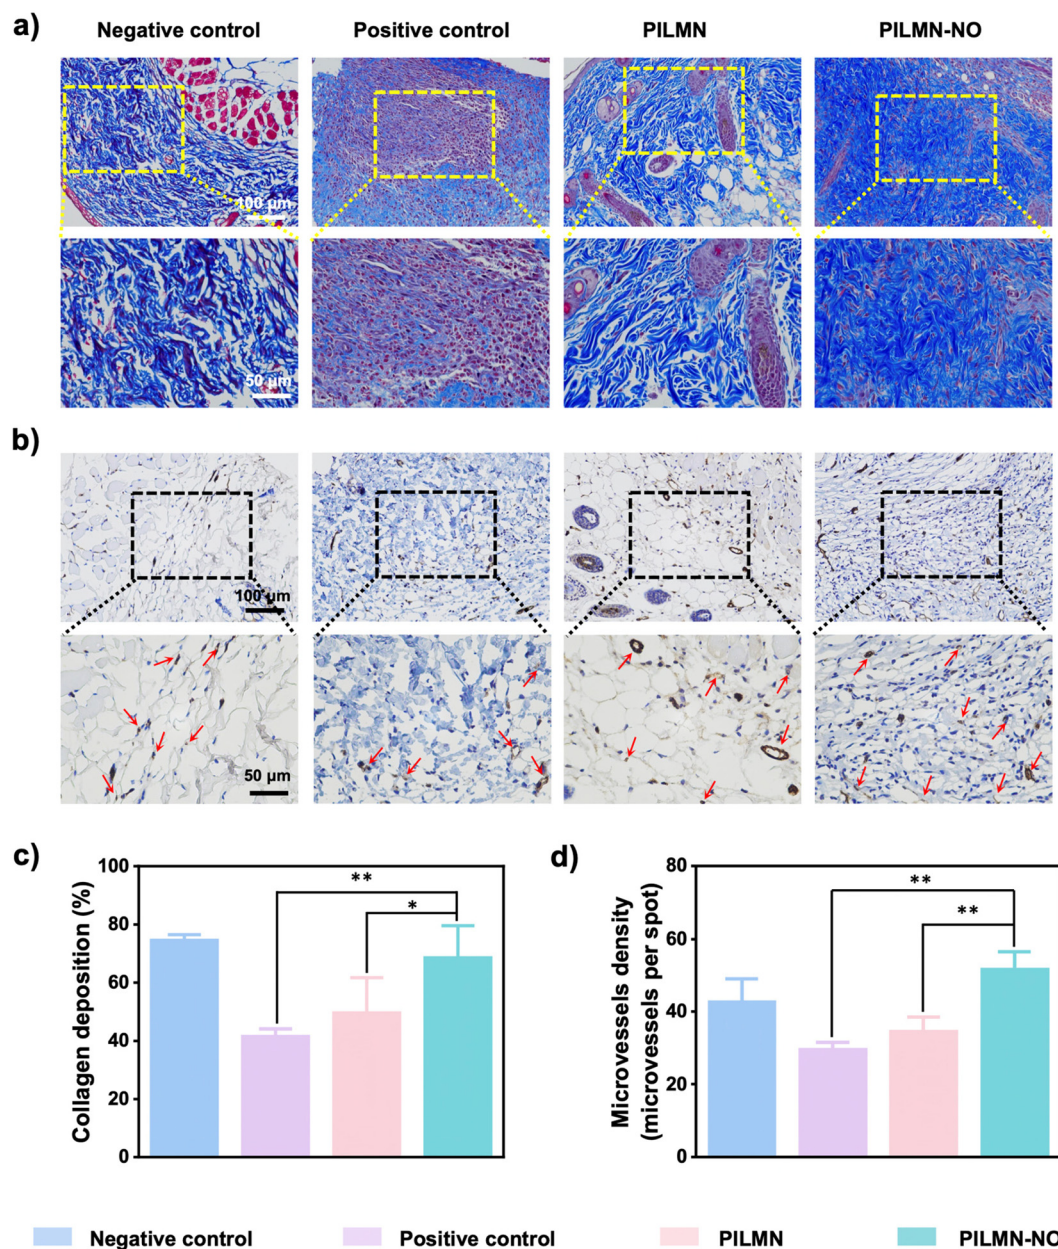 a)
Negative control
Positive control
PILMN
PILMN-NO
100 μm
50 μm
b)
100 μm
50 μm
c)
Collagen deposition (%)
100
80
60
40
20
0
**
*
d)
Microvessels density
(microvessels per spot)
80
60
40
20
0
**
**
Negative control
Positive control
PILMN
PILMN-NO